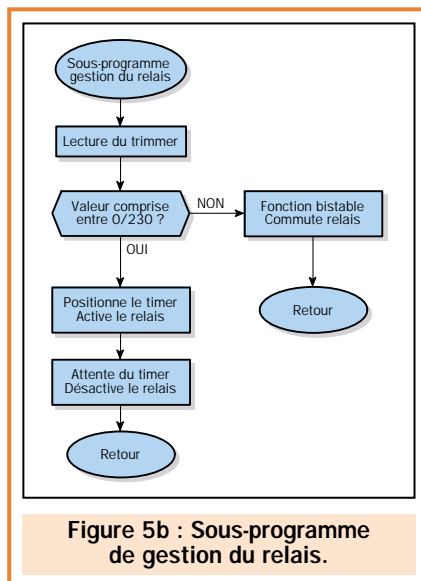 Sous-programme
gestion du relais
Lecture du trimmer
Valeur comprise
entre 0/230 ?
NON
Fonction bistable
Commute relais
OUI
Positionne le timer
Active le relais
Retour
Attente du timer
Désactive le relais
Retour
Figure 5b : Sous-programme
de gestion du relais.